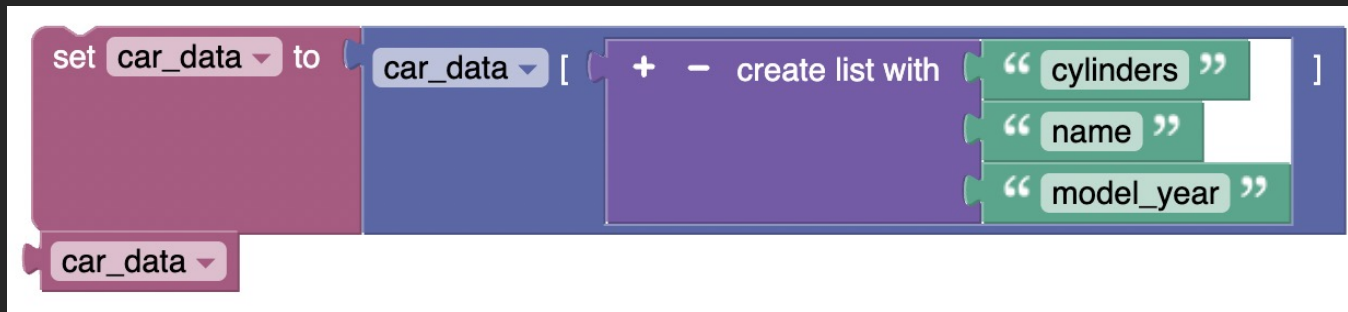 set car_data to car_data [ + - create list with “ cylinders ” ]
“ name ”
“ model_year ”
car_data